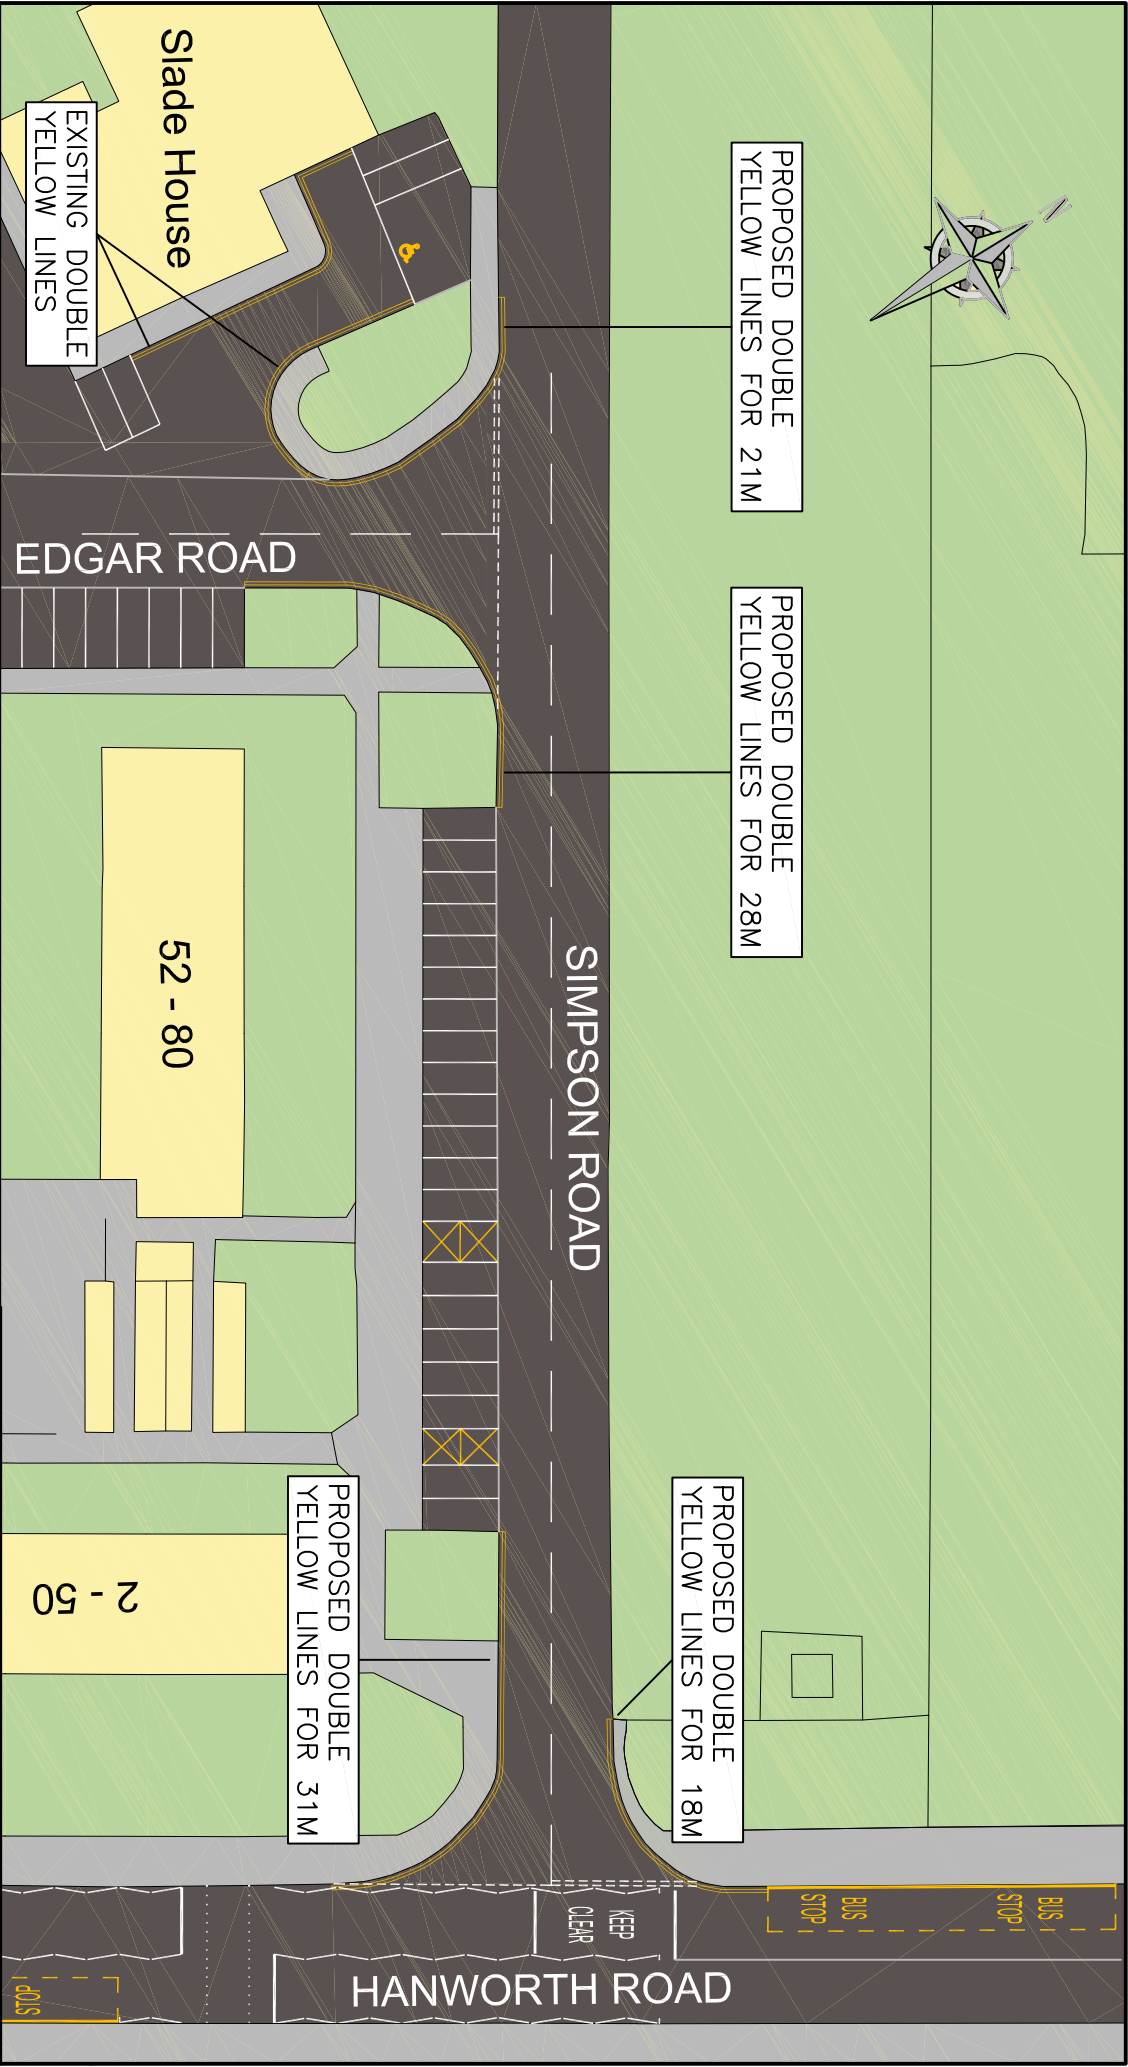 Slade House
EXISTING DOUBLE
YELLOW LINES
PROPOSED DOUBLE
YELLOW LINES FOR 21M
N
EDGAR ROAD
PROPOSED DOUBLE
YELLOW LINES FOR 28M
SIMPSON ROAD
52 - 80
2 - 50
PROPOSED DOUBLE
YELLOW LINES FOR 31M
PROPOSED DOUBLE
YELLOW LINES FOR 18M
KEEP
CLEAR
BUS
STOP
BUS
STOP
HANWORTH ROAD
STOP